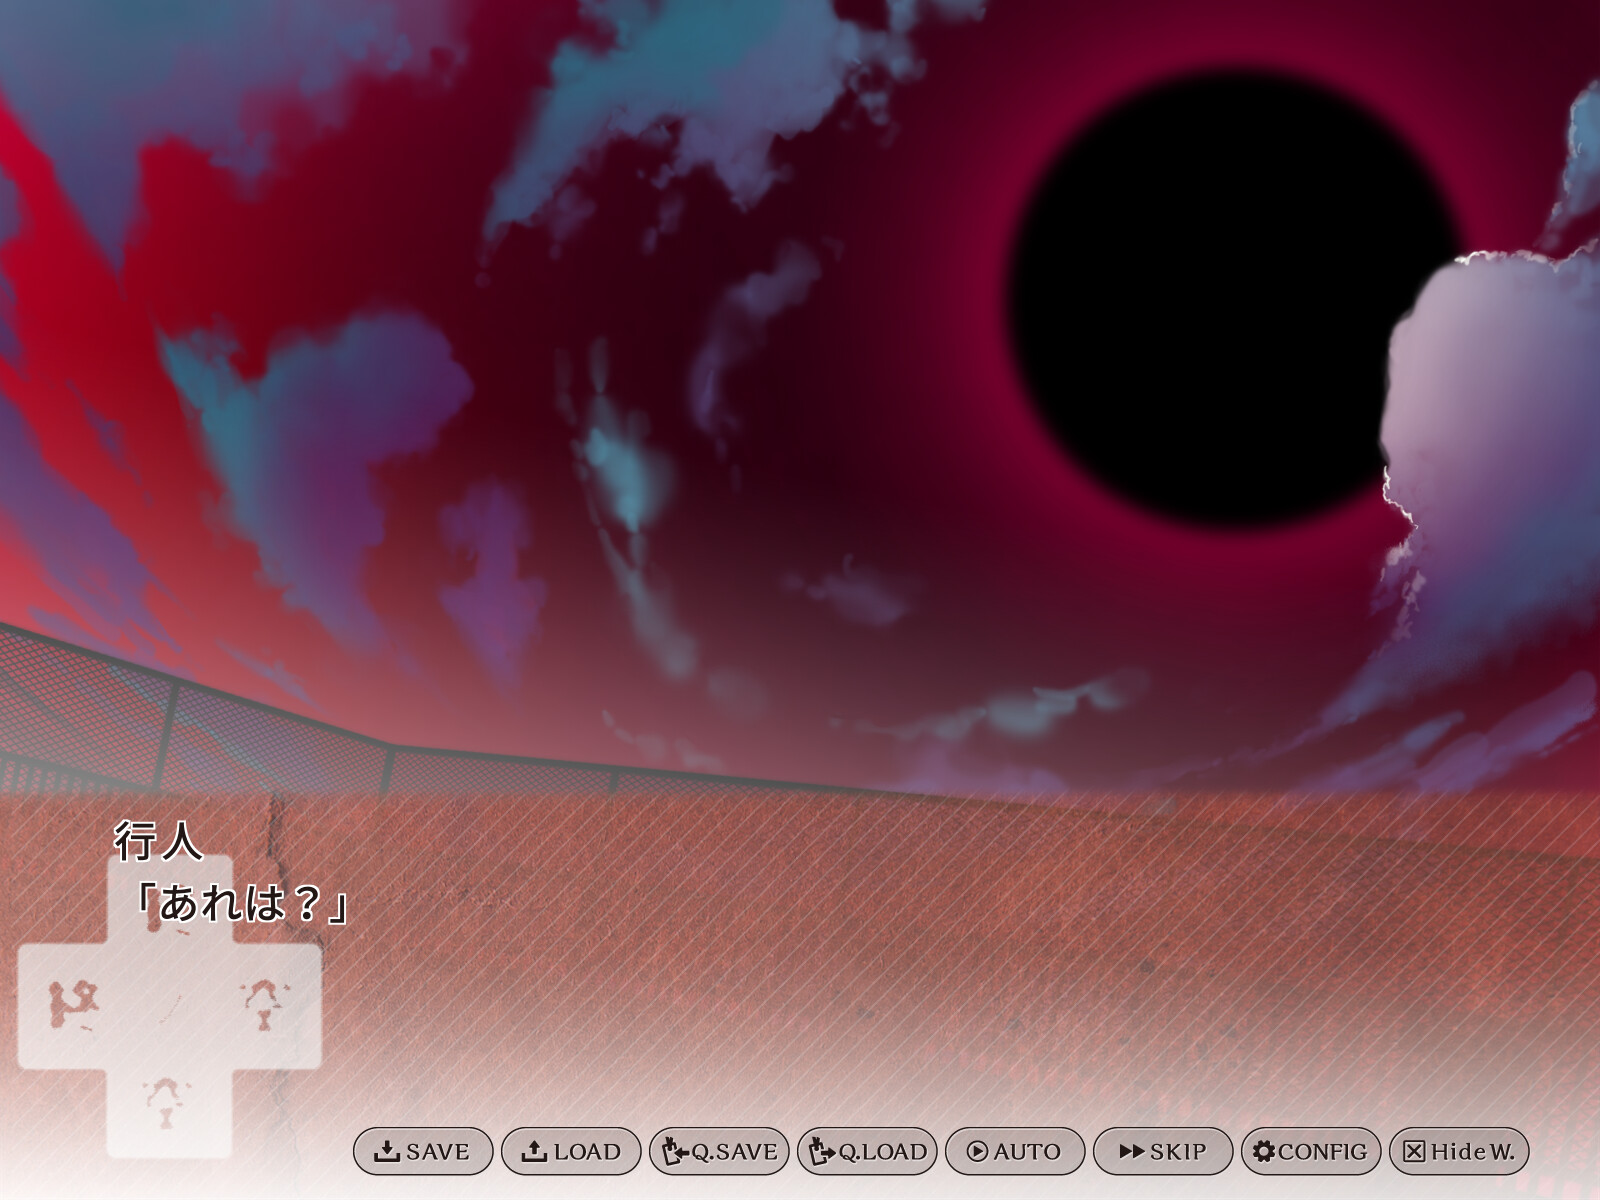 行人
「あれは？」
SAVE
LOAD
Q.SAVE
Q.LOAD
AUTO
SKIP
CONFIG
Hide W.